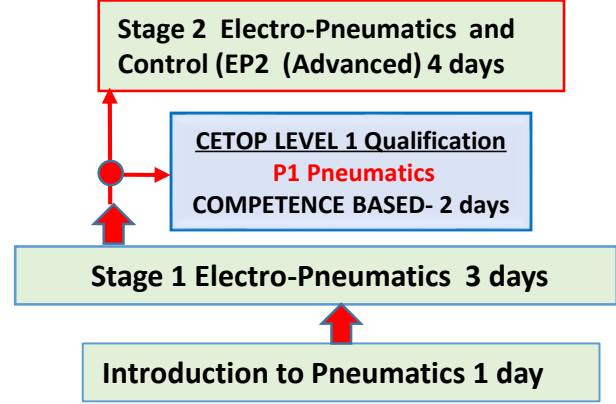 Stage 2 Electro-Pneumatics and
Control (EP2 (Advanced) 4 days
CETOP LEVEL 1 Qualification
P1 Pneumatics
COMPETENCE BASED- 2 days
Stage 1 Electro-Pneumatics 3 days
Introduction to Pneumatics 1 day